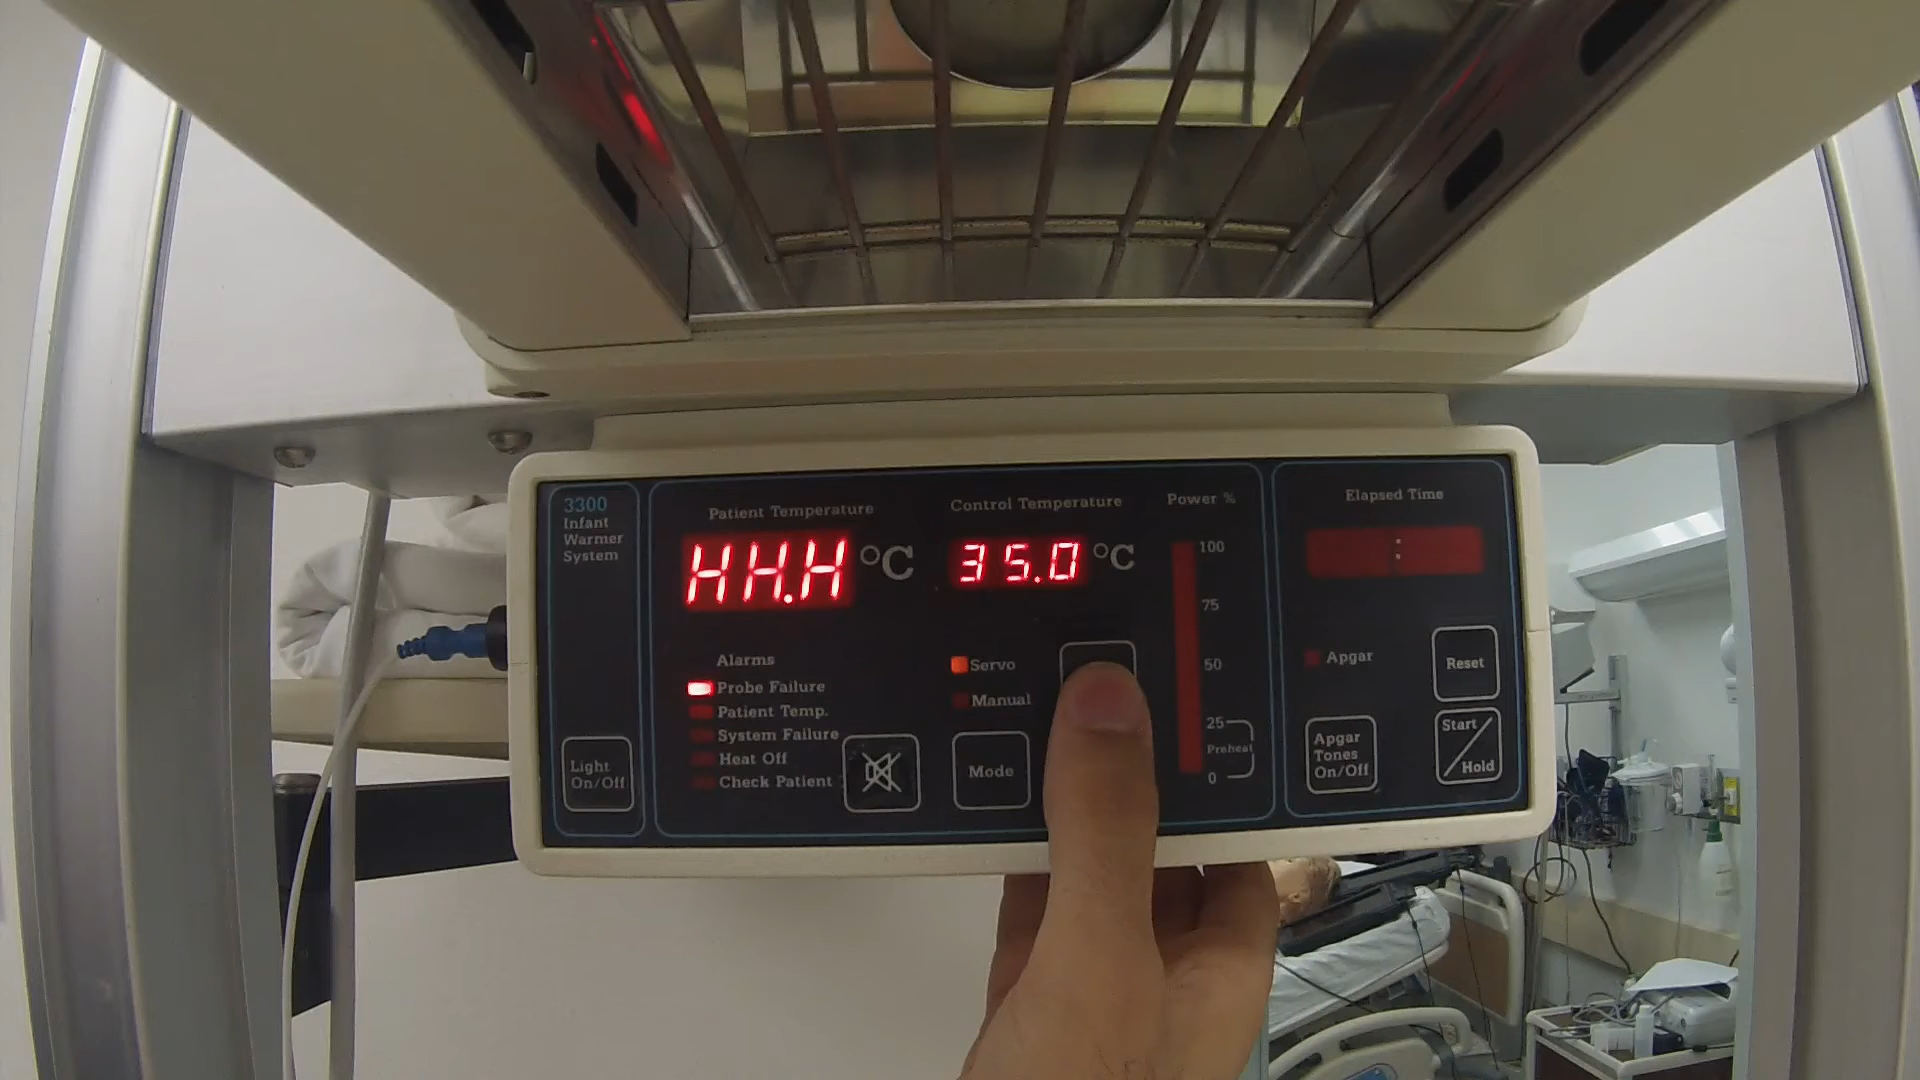 3300
Infant
Warmer
System
Light
On/Off
Patient Temperature
HH.H °C
Alarms
Probe Failure
Patient Temp.
System Failure
Heat Off
Check Patient
Control Temperature
35.0 °C
Servo
Manual
Mode
Power %
100
75
50
25
Preheat
0
Elapsed Time
:
Apgar
Reset
Apgar
Tones
On/Off
Start/
Hold